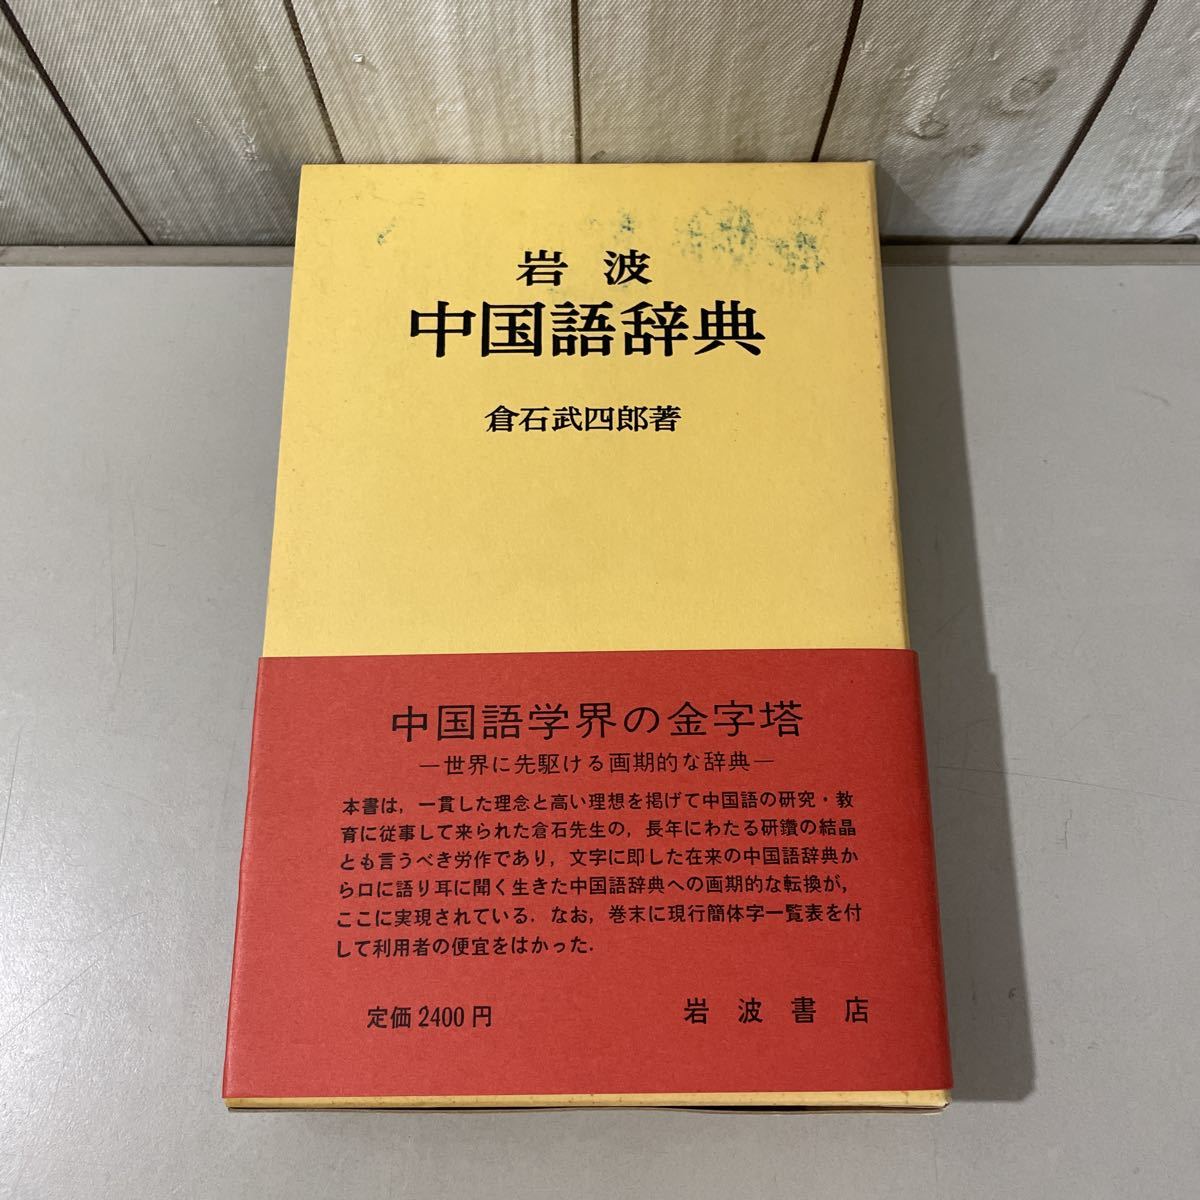 岩波
中国語辞典
倉石武四郎著
中国語学界の金字塔
―世界に先駆ける画期的な辞典―
本書は，一貫した理念と高い理想を掲げて中国語の研究・教
育に従事して来られた倉石先生の，長年にわたる研鑽の結晶
とも言うべき労作であり，文字に即した在来の中国語辞典か
ら口に語り耳に聞く生きた中国語辞典への画期的な転換が，
ここに実現されている．なお，巻末に現行簡体字一覧表を付
して利用者の便宜をはかった．
定価2400円 岩波書店